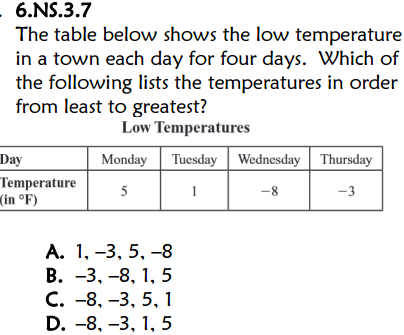 6.NS.3.7
The table below shows the low temperature
in a town each day for four days. Which of
the following lists the temperatures in order
from least to greatest?
Low Temperatures
Day Monday Tuesday Wednesday Thursday
Temperature
(in °F) 5 1 −8 −3
A. 1, −3, 5, −8
B. −3, −8, 1, 5
C. −8, −3, 5, 1
D. −8, −3, 1, 5